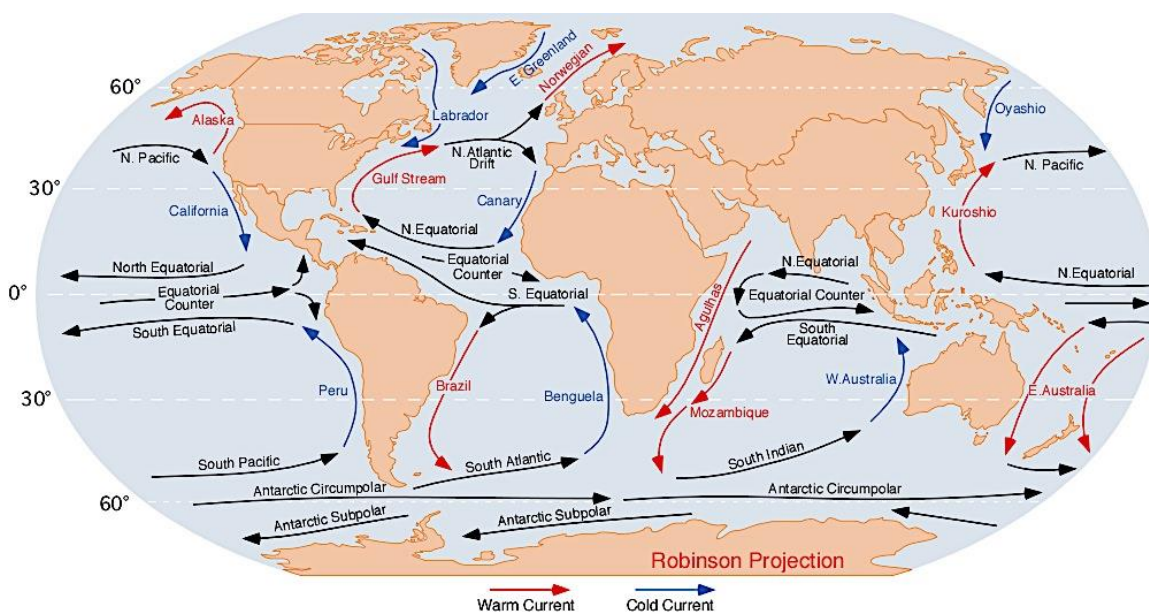 E. Greenland
Norwegian
60°
Alaska
Labrador
Oyashio
N. Pacific
N.Atlantic
Drift
N. Pacific
30°
Gulf Stream
California
Canary
Kuroshio
N.Equatorial
North Equatorial
Equatorial
Counter
N.Equatorial
N.Equatorial
0°
Equatorial
Counter
S. Equatorial
Equatorial Counter
South Equatorial
Agulhas
South
Equatorial
Peru
Brazil
Benguela
W.Australia
E.Australia
30°
Mozambique
South Pacific
South Atlantic
South Indian
Antarctic Circumpolar
Antarctic Circumpolar
60°
Antarctic Subpolar
Antarctic Subpolar
Robinson Projection
Warm Current
Cold Current